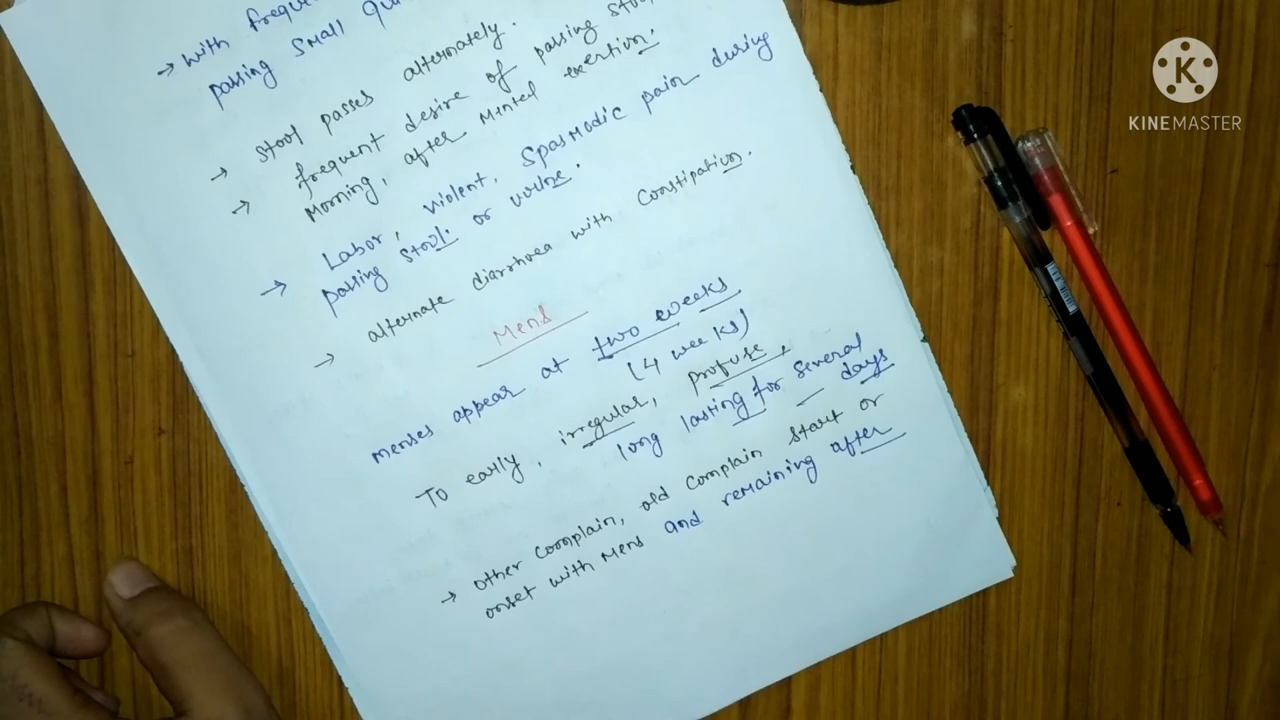 → with freque
passing small qu
→ stool passes alternately.
→ frequent desire of passing stool
morning, after mental exertion.
→ Labor, violent, Spasmodic pain during
passing stool or urine.
→ alternate diarrhea with Constipation.
Mens
menses appear at two weeks
(4 weeks)
To early, irregular, profuse,
long lasting for several days
→ other complain, old complain start or
onset with Mens and remaining after
K
KINEMASTER